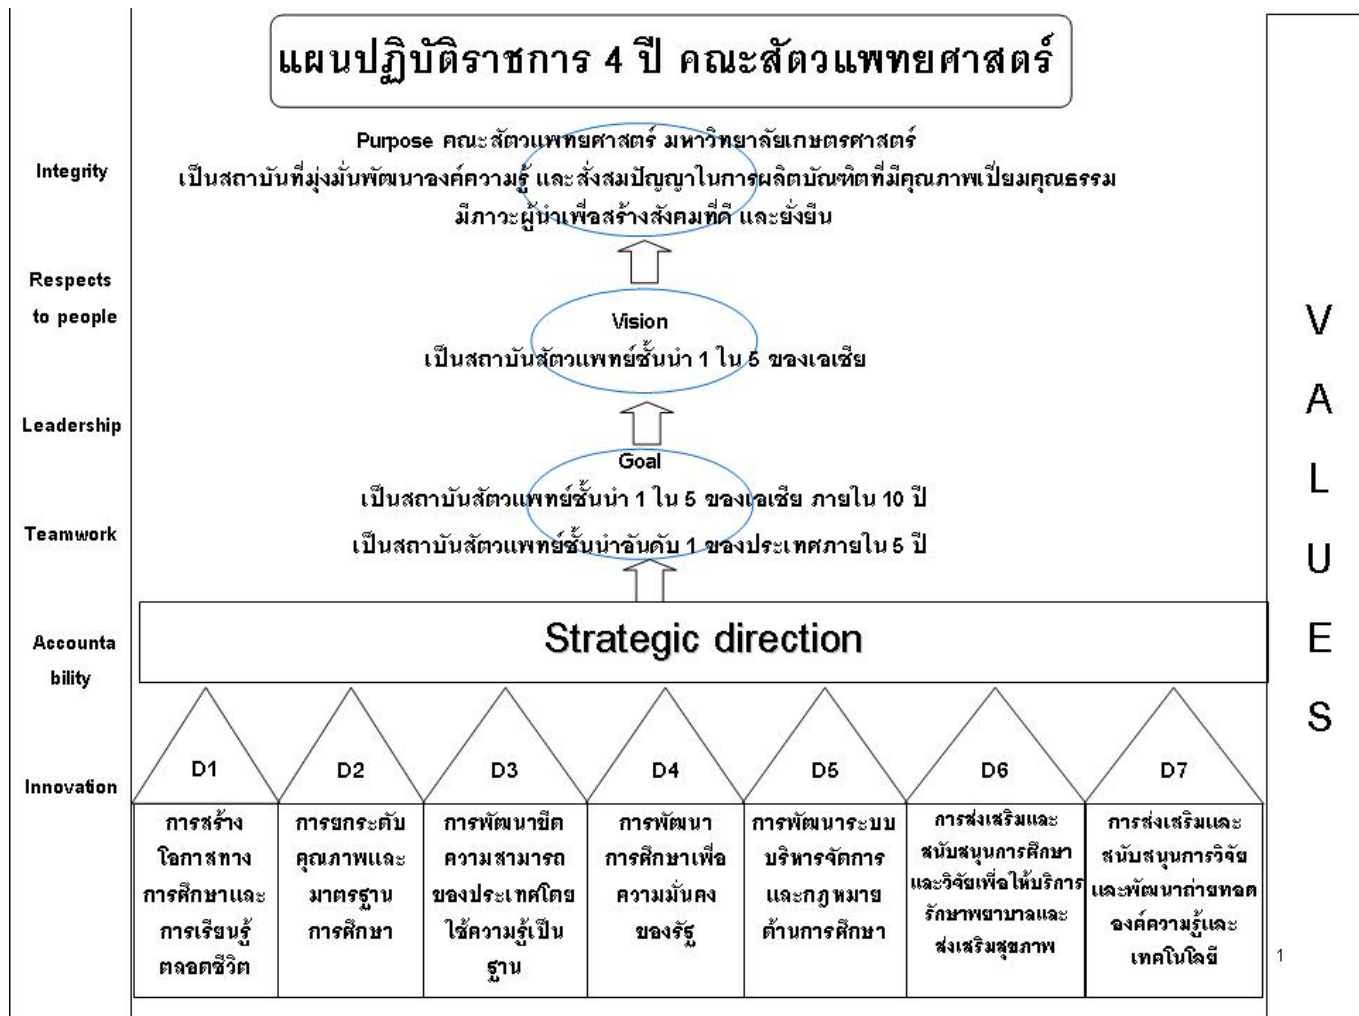 แผนปฏิบัติราชการ 4 ปี คณะสัตวแพทยศาสตร์
Purpose คณะสัตวแพทยศาสตร์ มหาวิทยาลัยเกษตรศาสตร์
เป็นสถาบันที่มุ่งมั่นพัฒนาองค์ความรู้ และสั่งสมปัญญาในการผลิตบัณฑิตที่มีคุณภาพเปี่ยมคุณธรรม
มีภาวะผู้นำเพื่อสร้างสังคมที่ดี และยั่งยืน
Vision
เป็นสถาบันสัตวแพทย์ชั้นนำ 1 ใน 5 ของเอเชีย
Goal
เป็นสถาบันสัตวแพทย์ชั้นนำ 1 ใน 5 ของเอเชีย ภายใน 10 ปี
เป็นสถาบันสัตวแพทย์ชั้นนำอันดับ 1 ของประเทศภายใน 5 ปี
Strategic direction
Integrity
Respects
to people
Leadership
Teamwork
Accounta
bility
Innovation
D1
การสร้าง
โอกาสทาง
การศึกษาและ
การเรียนรู้
ตลอดชีวิต
D2
การยกระดับ
คุณภาพและ
มาตรฐาน
การศึกษา
D3
การพัฒนาขีด
ความสามารถ
ของประเทศโดย
ใช้ความรู้เป็น
ฐาน
D4
การพัฒนา
การศึกษาเพื่อ
ความมั่นคง
ของรัฐ
D5
การพัฒนาระบบ
บริหารจัดการ
และกฎหมาย
ด้านการศึกษา
D6
การส่งเสริมและ
สนับสนุนการศึกษา
และวิจัยเพื่อให้บริการ
รักษาพยาบาลและ
ส่งเสริมสุขภาพ
D7
การส่งเสริมและ
สนับสนุนการวิจัย
และพัฒนาถ่ายทอด
องค์ความรู้และ
เทคโนโลยี
V
A
L
U
E
S
1